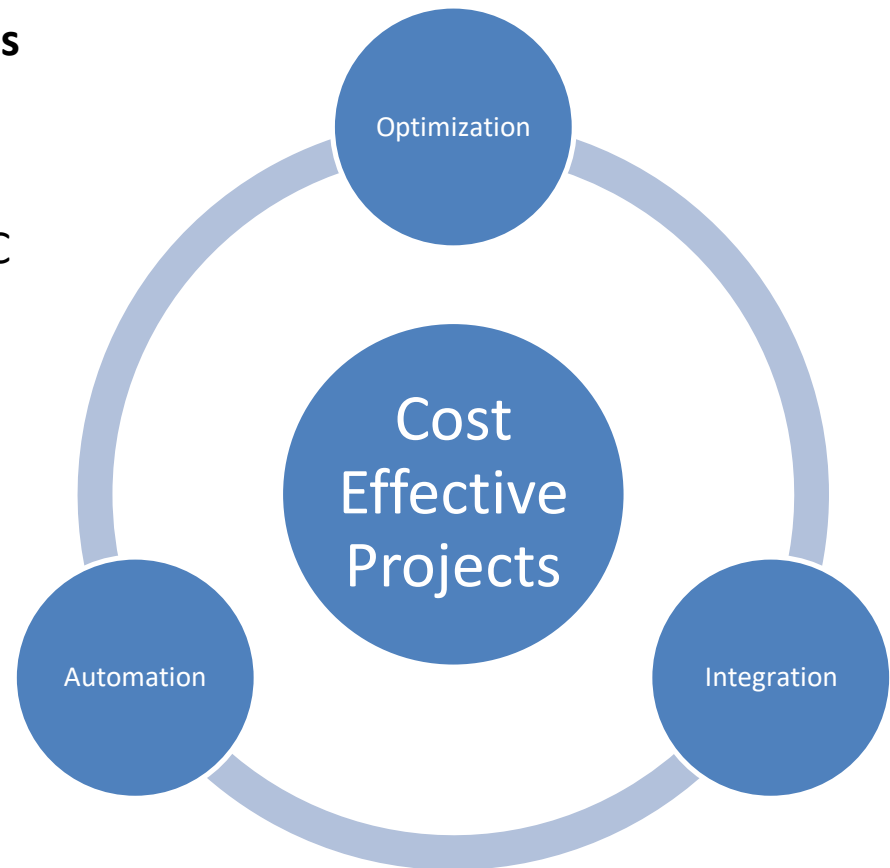 s
Optimization
C
Cost
Effective
Projects
Automation
Integration